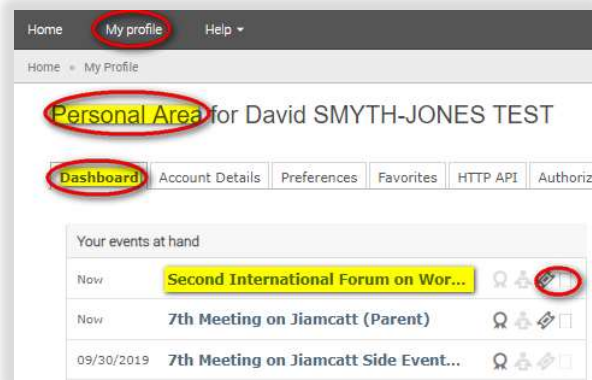 Home My profile Help
Home » My Profile
Personal Area for David SMYTH-JONES TEST
Dashboard Account Details Preferences Favorites HTTP API Authoriz
Your events at hand
Now Second International Forum on Wor...
Now 7th Meeting on Jiamcatt (Parent)
09/30/2019 7th Meeting on Jiamcatt Side Event...